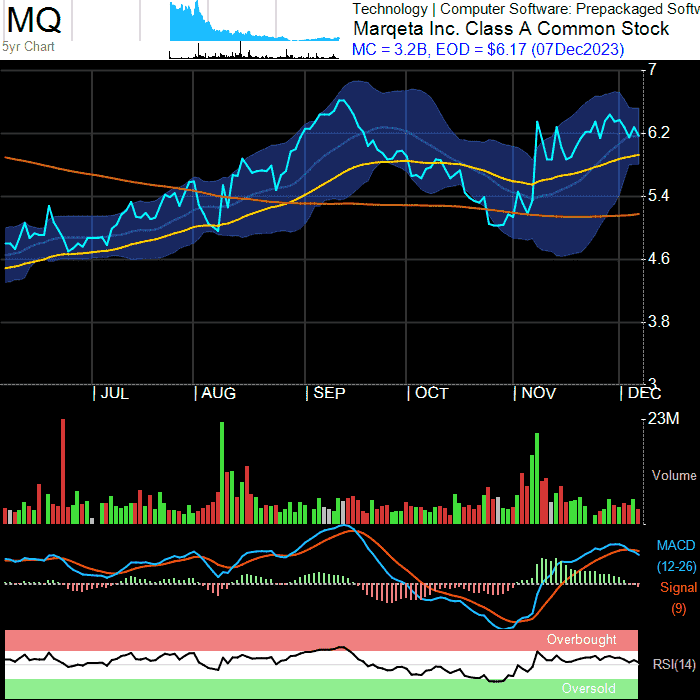 MQ
5yr Chart
Technology | Computer Software: Prepackaged Softw
Marqeta Inc. Class A Common Stock
MC = 3.2B, EOD = $6.17 (07Dec2023)
7
6.2
5.4
4.6
3.8
3
| JUL | AUG | SEP | OCT | NOV | DEC
23M
Volume
MACD
(12-26)
Signal
(9)
Overbought
RSI(14)
Oversold